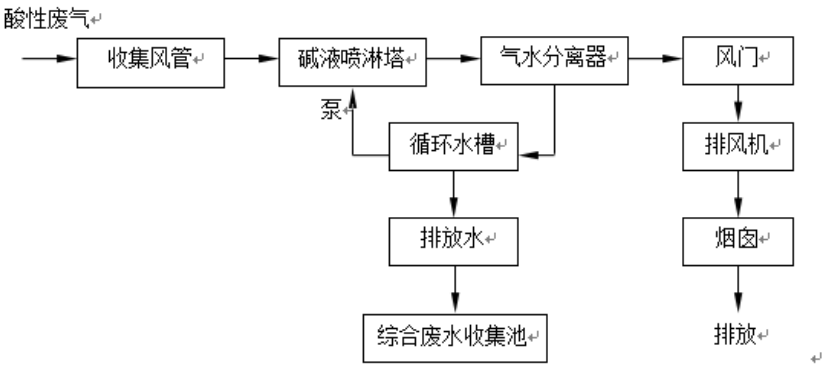 酸性废气
收集风管
碱液喷淋塔
气水分离器
风门
泵
循环水槽
排风机
排放水
烟囱
综合废水收集池
排放